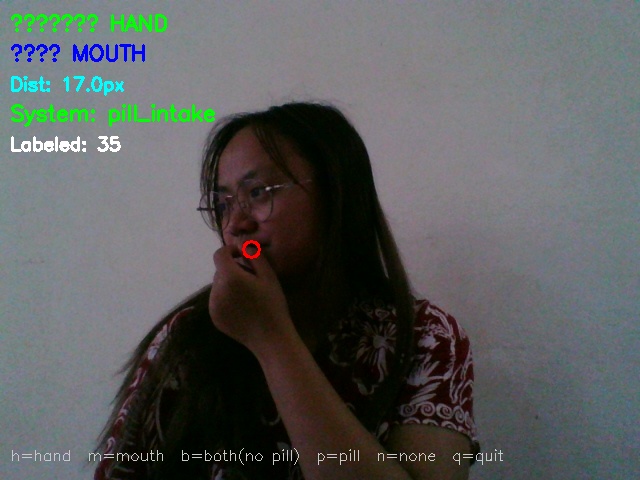 ??????? HAND
???? MOUTH
Dist: 17.0px
System: pill_intake
Labeled: 35
h=hand m=mouth b=both(no pill) p=pill n=none q=quit